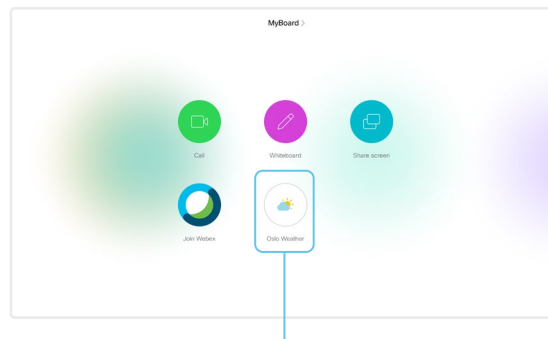 MyBoard >
Call
Whiteboard
Share screen
Join Webex
Oslo Weather